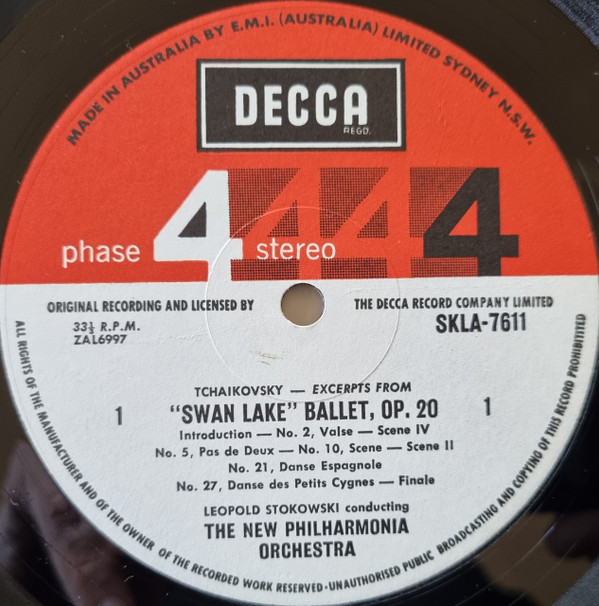 MADE IN AUSTRALIA BY E.M.I. (AUSTRALIA) LIMITED SYDNEY N.S.W.
DECCA
REGD.
phase 4 stereo 4 4 4
ORIGINAL RECORDING AND LICENSED BY THE DECCA RECORD COMPANY LIMITED
33⅓ R.P.M.
ZAL6997
SKLA-7611
TCHAIKOVSKY — EXCERPTS FROM
1 "SWAN LAKE" BALLET, OP. 20 1
Introduction — No. 2, Valse — Scene IV
No. 5, Pas de Deux — No. 10, Scene — Scene II
No. 21, Danse Espagnole
No. 27, Danse des Petits Cygnes — Finale
LEOPOLD STOKOWSKI conducting
THE NEW PHILHARMONIA
ORCHESTRA
ALL RIGHTS OF THE MANUFACTURER AND OF THE OWNER OF THE RECORDED WORK RESERVED·UNAUTHORISED PUBLIC BROADCASTING AND COPYING OF THIS RECORD PROHIBITED